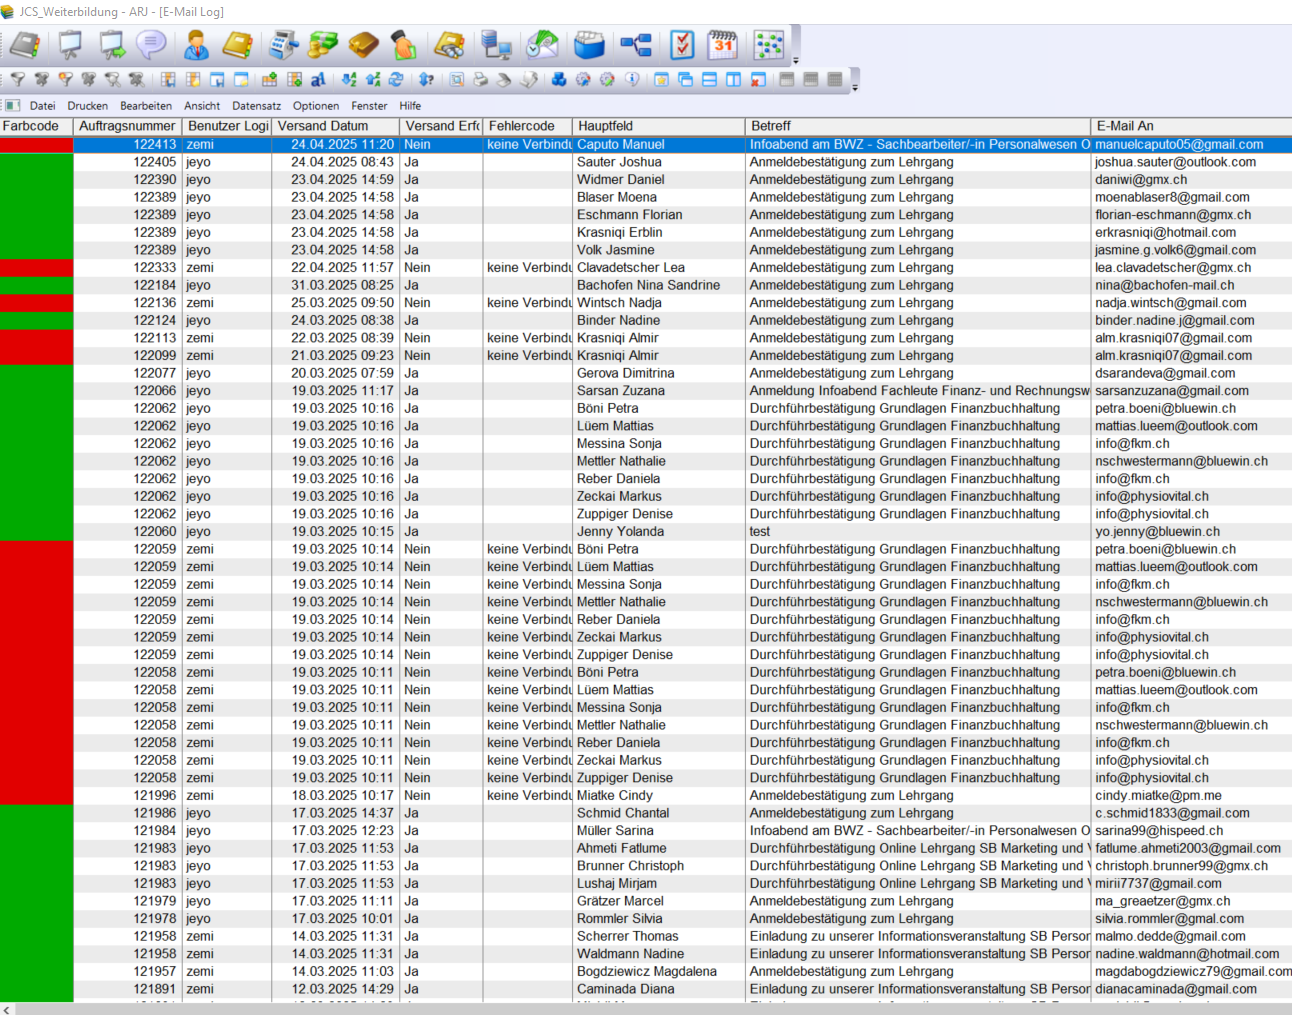 JCS_Weiterbildung - ARJ - [E-Mail Log]
31
Datei Drucken Bearbeiten Ansicht Datensatz Optionen Fenster Hilfe
Farbcode Auftragsnummer Benutzer Logi Versand Datum Versand Erf Fehlercode Hauptfeld Betreff E-Mail An
122413 zemi 24.04.2025 11:20 Nein keine Verbindu Caputo Manuel Infoabend am BWZ - Sachbearbeiter/-in Personalwesen O manuelcaputo05@gmail.com
122405 jeyo 24.04.2025 08:43 Ja Sauter Joshua Anmeldebestätigung zum Lehrgang joshua.sauter@outlook.com
122390 jeyo 23.04.2025 14:59 Ja Widmer Daniel Anmeldebestätigung zum Lehrgang daniwi@gmx.ch
122389 jeyo 23.04.2025 14:58 Ja Blaser Moena Anmeldebestätigung zum Lehrgang moenablaser8@gmail.com
122389 jeyo 23.04.2025 14:58 Ja Eschmann Florian Anmeldebestätigung zum Lehrgang florian-eschmann@gmx.ch
122389 jeyo 23.04.2025 14:58 Ja Krasniqi Erblin Anmeldebestätigung zum Lehrgang erkrasniqi@hotmail.com
122389 jeyo 23.04.2025 14:58 Ja Volk Jasmine Anmeldebestätigung zum Lehrgang jasmine.g.volk6@gmail.com
122333 zemi 22.04.2025 11:57 Nein keine Verbindu Clavadetscher Lea Anmeldebestätigung zum Lehrgang lea.clavadetscher@gmx.ch
122184 jeyo 31.03.2025 08:25 Ja Bachofen Nina Sandrine Anmeldebestätigung zum Lehrgang nina@bachofen-mail.ch
122136 zemi 25.03.2025 09:50 Nein keine Verbindu Wintsch Nadja Anmeldebestätigung zum Lehrgang nadja.wintsch@gmail.com
122124 jeyo 24.03.2025 08:38 Ja Binder Nadine Anmeldebestätigung zum Lehrgang binder.nadine.j@gmail.com
122113 zemi 22.03.2025 08:39 Nein keine Verbindu Krasniqi Almir Anmeldebestätigung zum Lehrgang alm.krasniqi07@gmail.com
122099 zemi 21.03.2025 09:23 Nein keine Verbindu Krasniqi Almir Anmeldebestätigung zum Lehrgang alm.krasniqi07@gmail.com
122077 jeyo 20.03.2025 07:59 Ja Gerova Dimitrina Anmeldebestätigung zum Lehrgang dsarandeva@gmail.com
122066 jeyo 19.03.2025 11:17 Ja Sarsan Zuzana Anmeldung Infoabend Fachleute Finanz- und Rechnungsw sarsanzuzana@gmail.com
122062 jeyo 19.03.2025 10:16 Ja Böni Petra Durchführbestätigung Grundlagen Finanzbuchhaltung petra.boeni@bluewin.ch
122062 jeyo 19.03.2025 10:16 Ja Lüem Mattias Durchführbestätigung Grundlagen Finanzbuchhaltung mattias.lueem@outlook.com
122062 jeyo 19.03.2025 10:16 Ja Messina Sonja Durchführbestätigung Grundlagen Finanzbuchhaltung info@fkm.ch
122062 jeyo 19.03.2025 10:16 Ja Mettler Nathalie Durchführbestätigung Grundlagen Finanzbuchhaltung nschwestermann@bluewin.ch
122062 jeyo 19.03.2025 10:16 Ja Reber Daniela Durchführbestätigung Grundlagen Finanzbuchhaltung info@fkm.ch
122062 jeyo 19.03.2025 10:16 Ja Zeckai Markus Durchführbestätigung Grundlagen Finanzbuchhaltung info@physiovital.ch
122062 jeyo 19.03.2025 10:16 Ja Zuppiger Denise Durchführbestätigung Grundlagen Finanzbuchhaltung info@physiovital.ch
122060 jeyo 19.03.2025 10:15 Ja Jenny Yolanda test yo.jenny@bluewin.ch
122059 zemi 19.03.2025 10:14 Nein keine Verbindu Böni Petra Durchführbestätigung Grundlagen Finanzbuchhaltung petra.boeni@bluewin.ch
122059 zemi 19.03.2025 10:14 Nein keine Verbindu Lüem Mattias Durchführbestätigung Grundlagen Finanzbuchhaltung mattias.lueem@outlook.com
122059 zemi 19.03.2025 10:14 Nein keine Verbindu Messina Sonja Durchführbestätigung Grundlagen Finanzbuchhaltung info@fkm.ch
122059 zemi 19.03.2025 10:14 Nein keine Verbindu Mettler Nathalie Durchführbestätigung Grundlagen Finanzbuchhaltung nschwestermann@bluewin.ch
122059 zemi 19.03.2025 10:14 Nein keine Verbindu Reber Daniela Durchführbestätigung Grundlagen Finanzbuchhaltung info@fkm.ch
122059 zemi 19.03.2025 10:14 Nein keine Verbindu Zeckai Markus Durchführbestätigung Grundlagen Finanzbuchhaltung info@physiovital.ch
122059 zemi 19.03.2025 10:14 Nein keine Verbindu Zuppiger Denise Durchführbestätigung Grundlagen Finanzbuchhaltung info@physiovital.ch
122058 zemi 19.03.2025 10:11 Nein keine Verbindu Böni Petra Durchführbestätigung Grundlagen Finanzbuchhaltung petra.boeni@bluewin.ch
122058 zemi 19.03.2025 10:11 Nein keine Verbindu Lüem Mattias Durchführbestätigung Grundlagen Finanzbuchhaltung mattias.lueem@outlook.com
122058 zemi 19.03.2025 10:11 Nein keine Verbindu Messina Sonja Durchführbestätigung Grundlagen Finanzbuchhaltung info@fkm.ch
122058 zemi 19.03.2025 10:11 Nein keine Verbindu Mettler Nathalie Durchführbestätigung Grundlagen Finanzbuchhaltung nschwestermann@bluewin.ch
122058 zemi 19.03.2025 10:11 Nein keine Verbindu Reber Daniela Durchführbestätigung Grundlagen Finanzbuchhaltung info@fkm.ch
122058 zemi 19.03.2025 10:11 Nein keine Verbindu Zeckai Markus Durchführbestätigung Grundlagen Finanzbuchhaltung info@physiovital.ch
122058 zemi 19.03.2025 10:11 Nein keine Verbindu Zuppiger Denise Durchführbestätigung Grundlagen Finanzbuchhaltung info@physiovital.ch
121996 zemi 18.03.2025 10:17 Nein keine Verbindu Miatke Cindy Anmeldebestätigung zum Lehrgang cindy.miatke@pm.me
121986 jeyo 17.03.2025 14:37 Ja Schmid Chantal Anmeldebestätigung zum Lehrgang c.schmid1833@gmail.com
121984 jeyo 17.03.2025 12:23 Ja Müller Sarina Infoabend am BWZ - Sachbearbeiter/-in Personalwesen O sarina99@hispeed.ch
121983 jeyo 17.03.2025 11:53 Ja Ahmeti Fatlume Durchführbestätigung Online Lehrgang SB Marketing und V fatlume.ahmeti2003@gmail.com
121983 jeyo 17.03.2025 11:53 Ja Brunner Christoph Durchführbestätigung Online Lehrgang SB Marketing und V christoph.brunner99@gmx.ch
121983 jeyo 17.03.2025 11:53 Ja Lushaj Mirjam Durchführbestätigung Online Lehrgang SB Marketing und V mirii7737@gmail.com
121979 jeyo 17.03.2025 11:11 Ja Grätzer Marcel Anmeldebestätigung zum Lehrgang ma_greaetzer@gmx.ch
121978 jeyo 17.03.2025 10:01 Ja Rommler Silvia Anmeldebestätigung zum Lehrgang silvia.rommler@gmal.com
121958 zemi 14.03.2025 11:31 Ja Scherrer Thomas Einladung zu unserer Informationsveranstaltung SB Person malmo.dedde@gmail.com
121958 zemi 14.03.2025 11:31 Ja Waldmann Nadine Einladung zu unserer Informationsveranstaltung SB Person nadine.waldmann@hotmail.com
121957 zemi 14.03.2025 11:03 Ja Bogdziewicz Magdalena Anmeldebestätigung zum Lehrgang magdabogdziewicz79@gmail.com
121891 zemi 12.03.2025 14:29 Ja Caminada Diana Einladung zu unserer Informationsveranstaltung SB Person dianacaminada@gmail.com